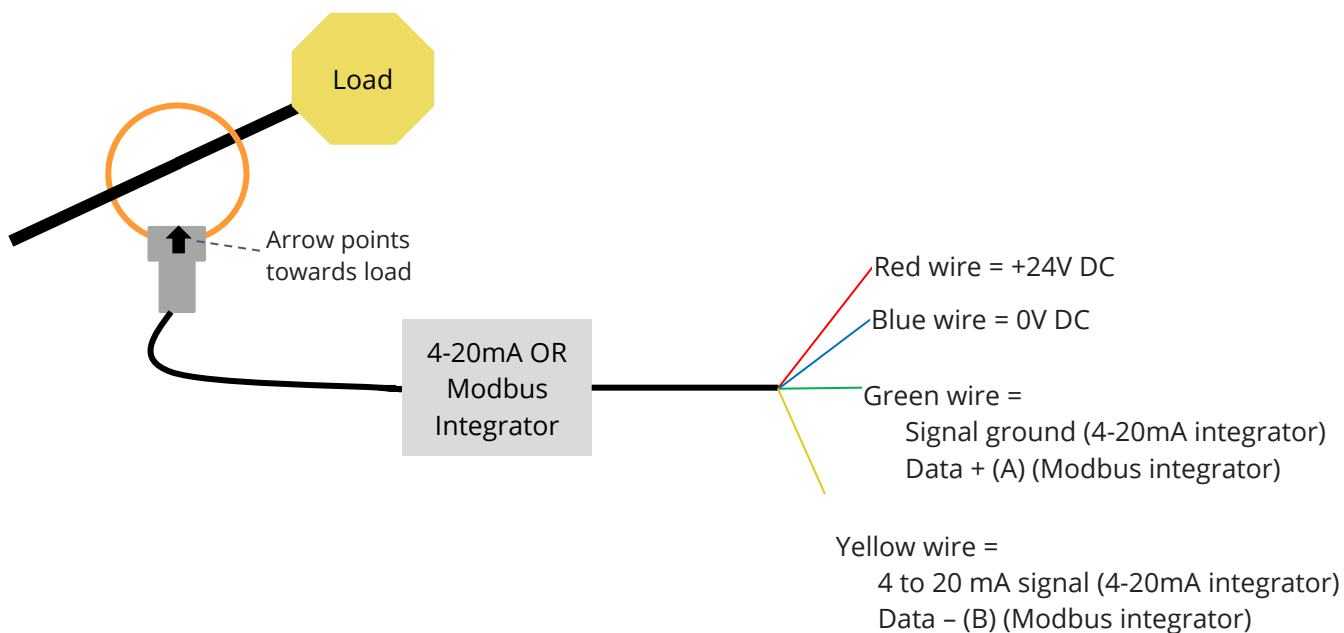 Load
Arrow points
towards load
4-20mA OR
Modbus
Integrator
Red wire = +24V DC
Blue wire = 0V DC
Green wire =
Signal ground (4-20mA integrator)
Data + (A) (Modbus integrator)
Yellow wire =
4 to 20 mA signal (4-20mA integrator)
Data – (B) (Modbus integrator)